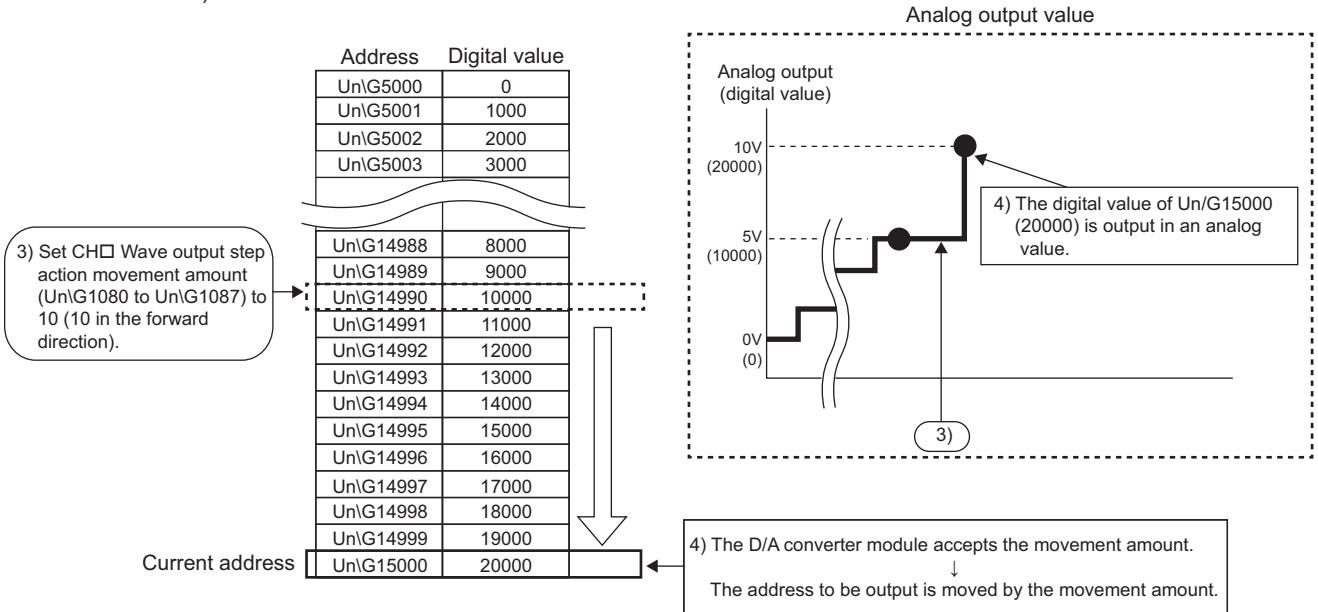 Analog output value
Address Digital value
Un\G5000 0
Un\G5001 1000
Un\G5002 2000
Un\G5003 3000
Un\G14988 8000
Un\G14989 9000
Un\G14990 10000
Un\G14991 11000
Un\G14992 12000
Un\G14993 13000
Un\G14994 14000
Un\G14995 15000
Un\G14996 16000
Un\G14997 17000
Un\G14998 18000
Un\G14999 19000
Current address Un\G15000 20000
3) Set CH□ Wave output step
action movement amount
(Un\G1080 to Un\G1087) to
10 (10 in the forward
direction).
Analog output
(digital value)
10V
(20000)
5V
(10000)
0V
(0)
4) The digital value of Un/G15000
(20000) is output in an analog
value.
3)
4) The D/A converter module accepts the movement amount.
↓
The address to be output is moved by the movement amount.